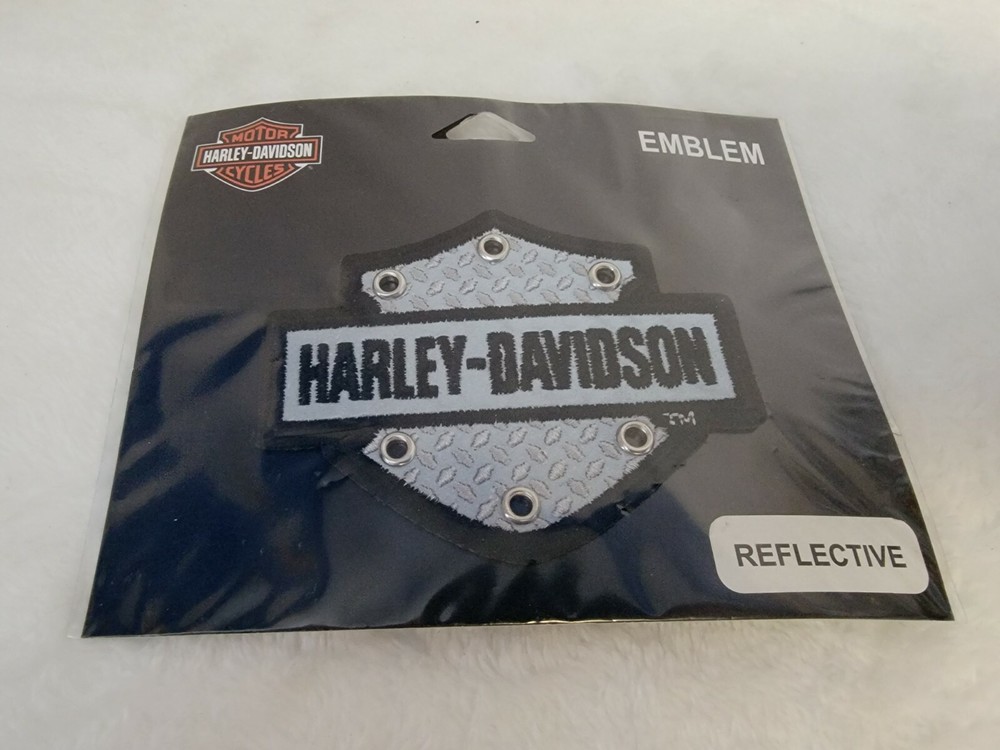 MOTOR
HARLEY-DAVIDSON
CYCLES
EMBLEM
HARLEY-DAVIDSON
TM
REFLECTIVE